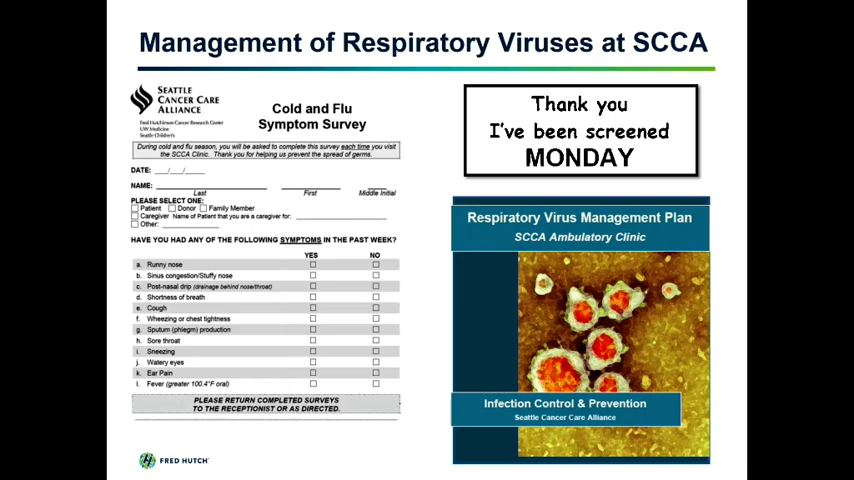 Management of Respiratory Viruses at SCCA
SEATTLE
CANCER CARE
ALLIANCE
Fred Hutchinson Cancer Research Center
UW Medicine
Seattle Children's
Cold and Flu
Symptom Survey
During cold and flu season, you will be asked to complete this survey each time you visit
the SCCA Clinic. Thank you for helping us prevent the spread of germs.
DATE: ___/___/_____
NAME:
Last First Middle Initial
PLEASE SELECT ONE:
☐ Patient ☐ Donor ☐ Family Member
☐ Caregiver Name of Patient that you are a caregiver for:
☐ Other:
HAVE YOU HAD ANY OF THE FOLLOWING SYMPTOMS IN THE PAST WEEK?
YES NO
a. Runny nose ☐ ☐
b. Sinus congestion/Stuffy nose ☐ ☐
c. Post-nasal drip (drainage behind nose/throat) ☐ ☐
d. Shortness of breath ☐ ☐
e. Cough ☐ ☐
f. Wheezing or chest tightness ☐ ☐
g. Sputum (phlegm) production ☐ ☐
h. Sore throat ☐ ☐
i. Sneezing ☐ ☐
j. Watery eyes ☐ ☐
k. Ear Pain ☐ ☐
l. Fever (greater 100.4°F oral) ☐ ☐
PLEASE RETURN COMPLETED SURVEYS
TO THE RECEPTIONIST OR AS DIRECTED.
Thank you
I've been screened
MONDAY
Respiratory Virus Management Plan
SCCA Ambulatory Clinic
Infection Control & Prevention
Seattle Cancer Care Alliance
FRED HUTCH